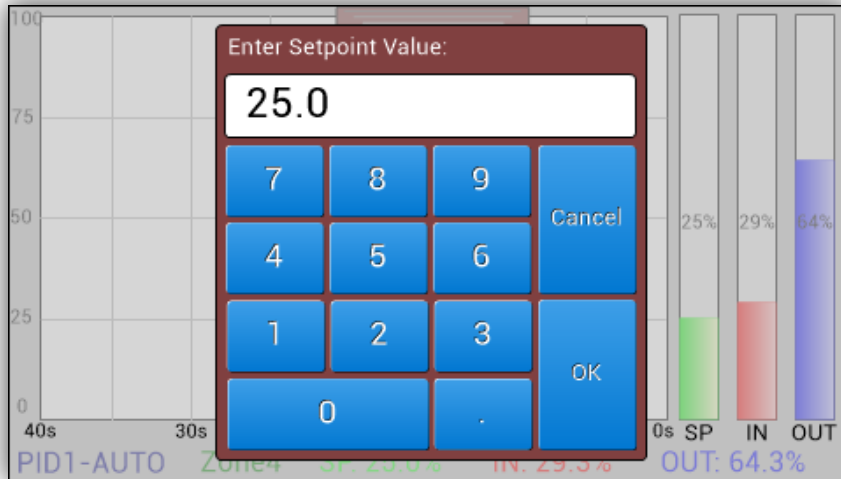 100
Enter Setpoint Value:
25.0
75
7 8 9 Cancel
50
25% 29% 64%
4 5 6
25
1 2 3 OK
0
0 .
40s 30s 0s SP IN OUT
PID1-AUTO Zone4 SP: 25.0% IN: 29.3% OUT: 64.3%